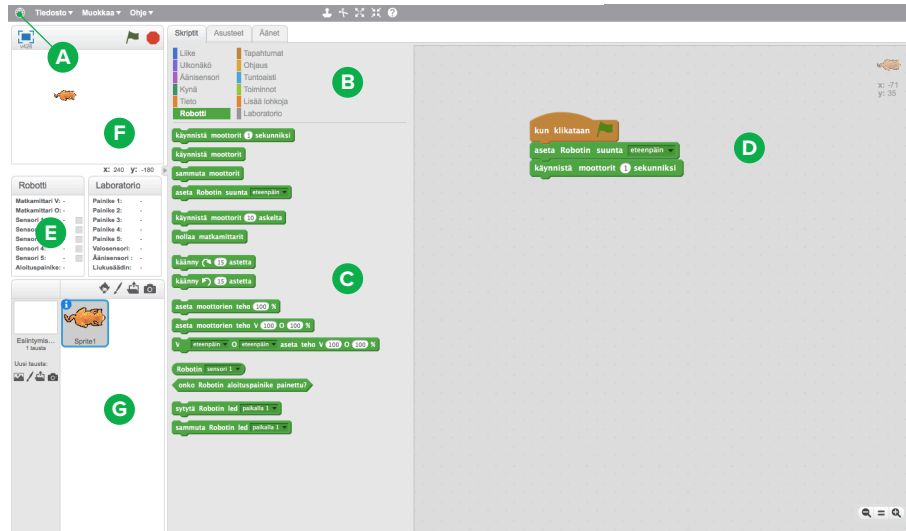 Tiedosto▼ Muokkaa▼ Ohje▼
A
v426
F
x: 240 y: -180
Robotti
Matkamittari V: -
Matkamittari O: -
Sensori
Sensori
Sensori
Sensori 4: -
Sensori 5: -
Aloituspainike: -
E
Laboratorio
Painike 1: -
Painike 2: -
Painike 3: -
Painike 4: -
Painike 5: -
Valosensori: -
Äänisensori : -
Liukusäädin: -
Esiintymis...
1 tausta
Uusi tausta:
Sprite1
G
Skriptit Asusteet Äänet
Liike
Ulkonäkö
Äänisensori
Kynä
Tieto
Robotti
Tapahtumat
Ohjaus
Tuntoaisti
Toiminnot
Lisää lohkoja
Laboratorio
B
käynnistä moottorit 1 sekunniksi
käynnistä moottorit
sammuta moottorit
aseta Robotin suunta eteenpäin
käynnistä moottorit 10 askelta
nollaa matkamittarit
käänny 15 astetta
käänny 15 astetta
C
aseta moottorien teho 100 %
aseta moottorien teho V 100 O 100 %
V eteenpäin O eteenpäin aseta teho V 100 O 100 %
Robotin sensori 1
onko Robotin aloituspainike painettu?
sytytä Robotin led paikalla 1
sammuta Robotin led paikalla 1
x: -71
y: 35
kun klikataan
aseta Robotin suunta eteenpäin
käynnistä moottorit 1 sekunniksi
D